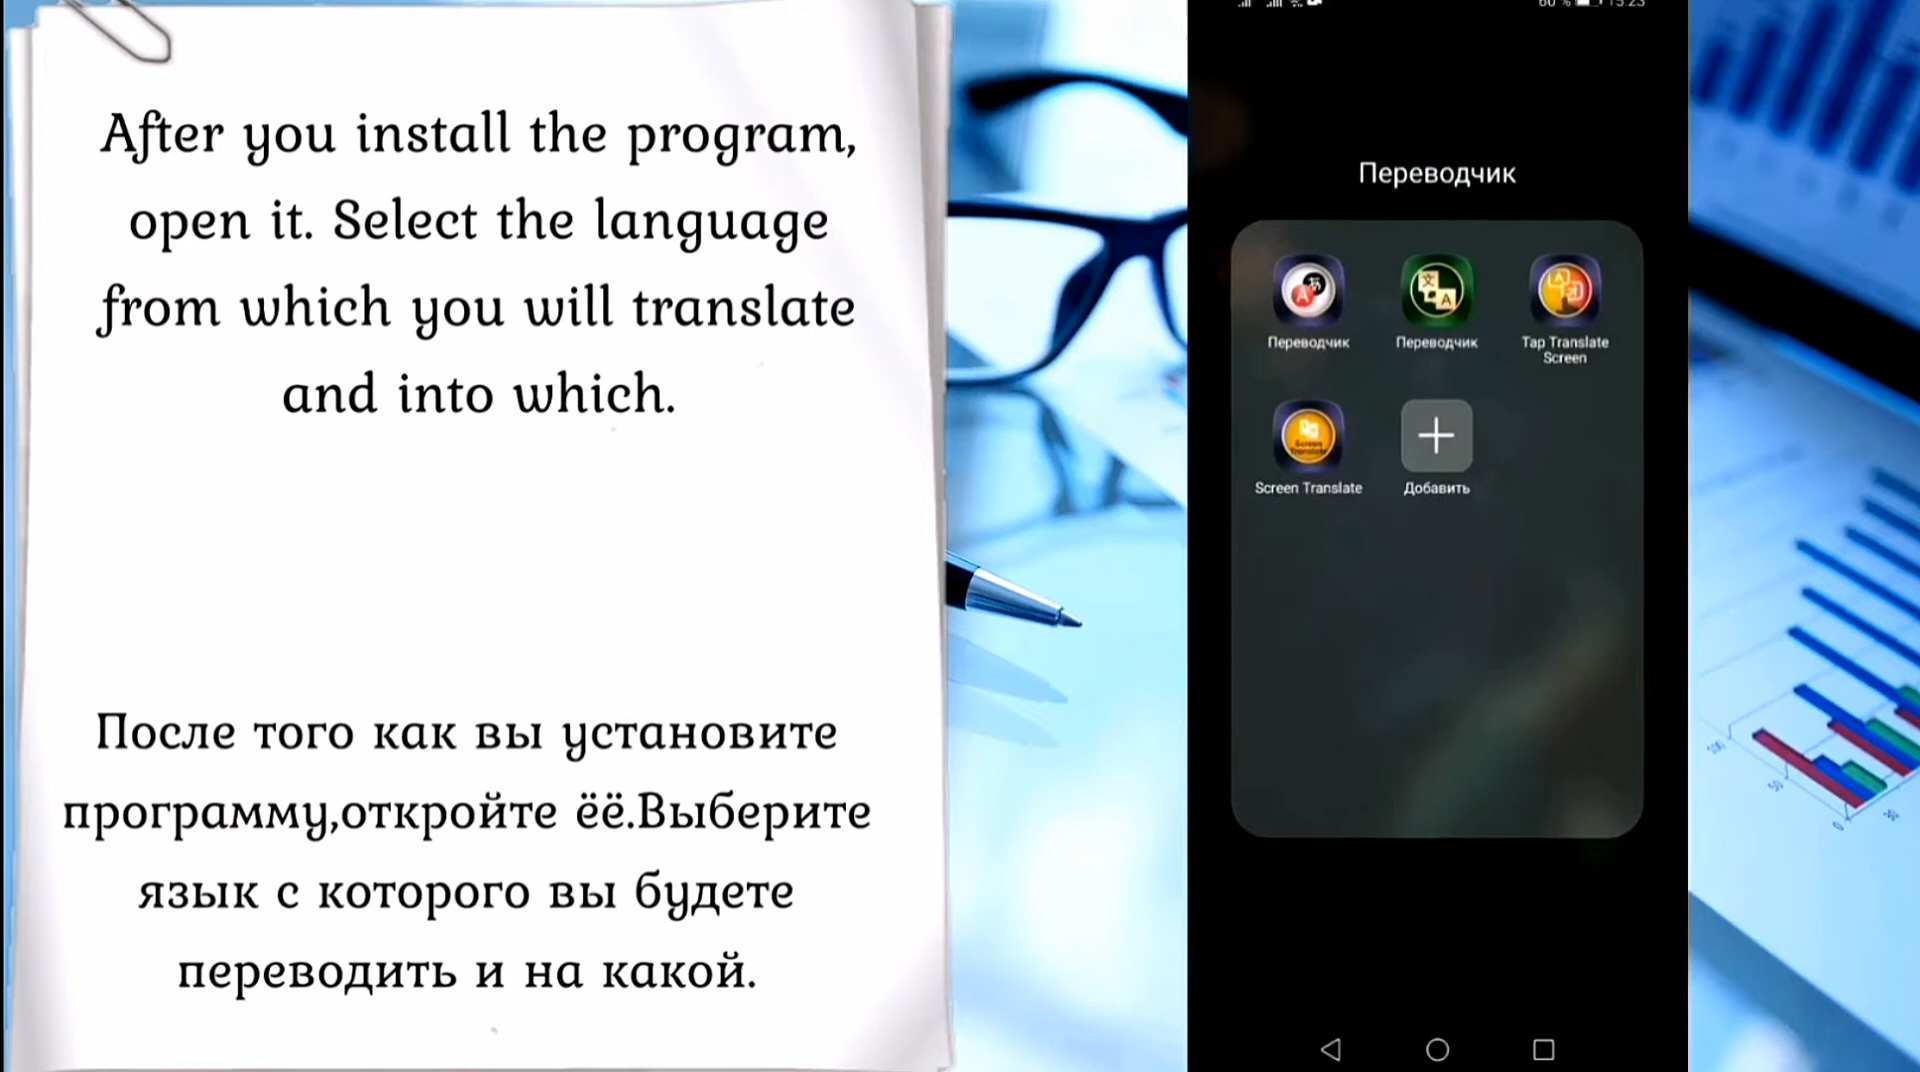 After you install the program,
open it. Select the language
from which you will translate
and into which.
После того как вы установите
программу,откройте ёё.Выберите
язык с которого вы будете
переводить и на какой.
Переводчик
Переводчик
Переводчик
Tap Translate
Screen
Screen Translate
Добавить